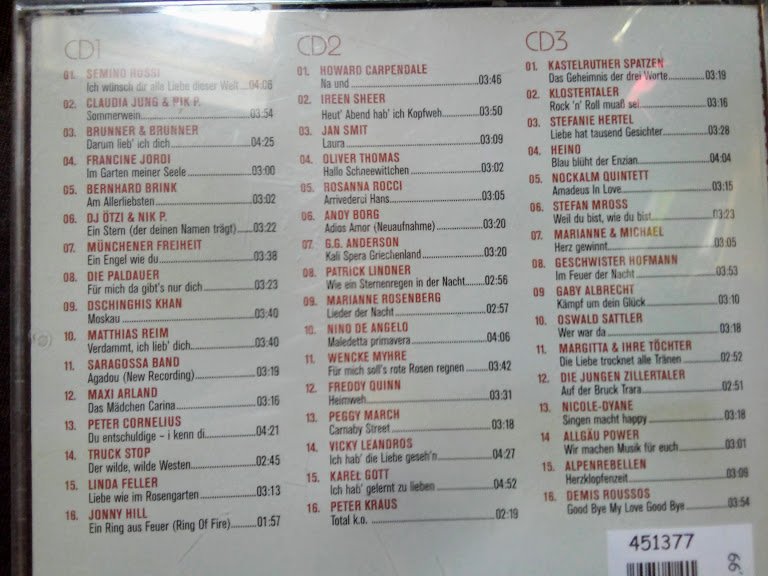 CD1
01. SEMINO ROSSI
Ich wünsch dir alle Liebe dieser Welt....04:06
02. CLAUDIA JUNG & NIK P.
Sommerwein....03:54
03. BRUNNER & BRUNNER
Darum lieb' ich dich....04:25
04. FRANCINE JORDI
Im Garten meiner Seele....03:00
05. BERNHARD BRINK
Am Allerliebsten....03:02
06. DJ ÖTZI & NIK P.
Ein Stern (der deinen Namen trägt)....03:22
07. MÜNCHENER FREIHEIT
Ein Engel wie du....03:38
08. DIE PALDAUER
Für mich da gibt's nur dich....03:23
09. DSCHINGHIS KHAN
Moskau....03:40
10. MATTHIAS REIM
Verdammt, ich lieb' dich....03:40
11. SARAGOSSA BAND
Agadou (New Recording)....03:19
12. MAXI ARLAND
Das Mädchen Carina....03:16
13. PETER CORNELIUS
Du entschuldige – i kenn di....04:21
14. TRUCK STOP
Der wilde, wilde Westen....02:45
15. LINDA FELLER
Liebe wie im Rosengarten....03:13
16. JONNY HILL
Ein Ring aus Feuer (Ring Of Fire)....01:57
CD2
01. HOWARD CARPENDALE
Na und....03:46
02. IREEN SHEER
Heut' Abend hab' ich Kopfweh....03:50
03. JAN SMIT
Laura....03:09
04. OLIVER THOMAS
Hallo Schneewittchen....03:02
05. ROSANNA ROCCI
Arrivederci Hans....03:05
06. ANDY BORG
Adios Amor (Neuaufnahme)....03:20
07. G.G. ANDERSON
Kali Spera Griechenland....03:20
08. PATRICK LINDNER
Wie ein Sternenregen in der Nacht....02:56
09. MARIANNE ROSENBERG
Lieder der Nacht....02:57
10. NINO DE ANGELO
Maledetta primavera....04:06
11. WENCKE MYHRE
Für mich soll's rote Rosen regnen....03:42
12. FREDDY QUINN
Heimweh....03:31
13. PEGGY MARCH
Carnaby Street....03:18
14. VICKY LEANDROS
Ich hab' die Liebe geseh'n....04:27
15. KAREL GOTT
Ich hab' gelernt zu lieben....04:52
16. PETER KRAUS
Total k.o.....02:19
CD3
01. KASTELRUTHER SPATZEN
Das Geheimnis der drei Worte....03:19
02. KLOSTERTALER
Rock 'n' Roll muaß sei....03:16
03. STEFANIE HERTEL
Liebe hat tausend Gesichter....03:28
04. HEINO
Blau blüht der Enzian....04:04
05. NOCKALM QUINTETT
Amadeus In Love....03:15
06. STEFAN MROSS
Weil du bist, wie du bist....03:23
07. MARIANNE & MICHAEL
Herz gewinnt....03:05
08. GESCHWISTER HOFMANN
Im Feuer der Nacht....03:53
09 GABY ALBRECHT
Kämpf um dein Glück....03:10
10. OSWALD SATTLER
Wer war da....03:18
11. MARGITTA & IHRE TÖCHTER
Die Liebe trocknet alle Tränen....02:52
12. DIE JUNGEN ZILLERTALER
Auf der Bruck Trara....02:51
13. NICOLE-DYANE
Singen macht happy....03:18
14 ALLGÄU POWER
Wir machen Musik für euch....03:01
15. ALPENREBELLEN
Herzklopfenzeit....03:09
16. DEMIS ROUSSOS
Good Bye My Love Good Bye....03:54
451377